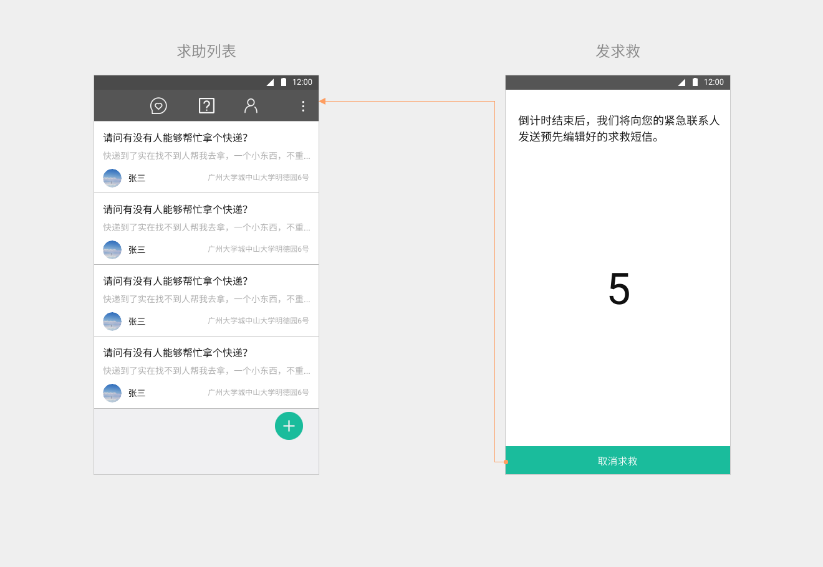 求助列表
12:00
请问有没有人能够帮忙拿个快递?
快递到了实在找不到人帮我去拿，一个小东西，不重...
张三
广州大学城中山大学明德园6号
请问有没有人能够帮忙拿个快递?
快递到了实在找不到人帮我去拿，一个小东西，不重...
张三
广州大学城中山大学明德园6号
请问有没有人能够帮忙拿个快递?
快递到了实在找不到人帮我去拿，一个小东西，不重...
张三
广州大学城中山大学明德园6号
请问有没有人能够帮忙拿个快递?
快递到了实在找不到人帮我去拿，一个小东西，不重...
张三
广州大学城中山大学明德园6号
发求救
12:00
倒计时结束后，我们将向您的紧急联系人
发送预先编辑好的求救短信。
5
取消求救